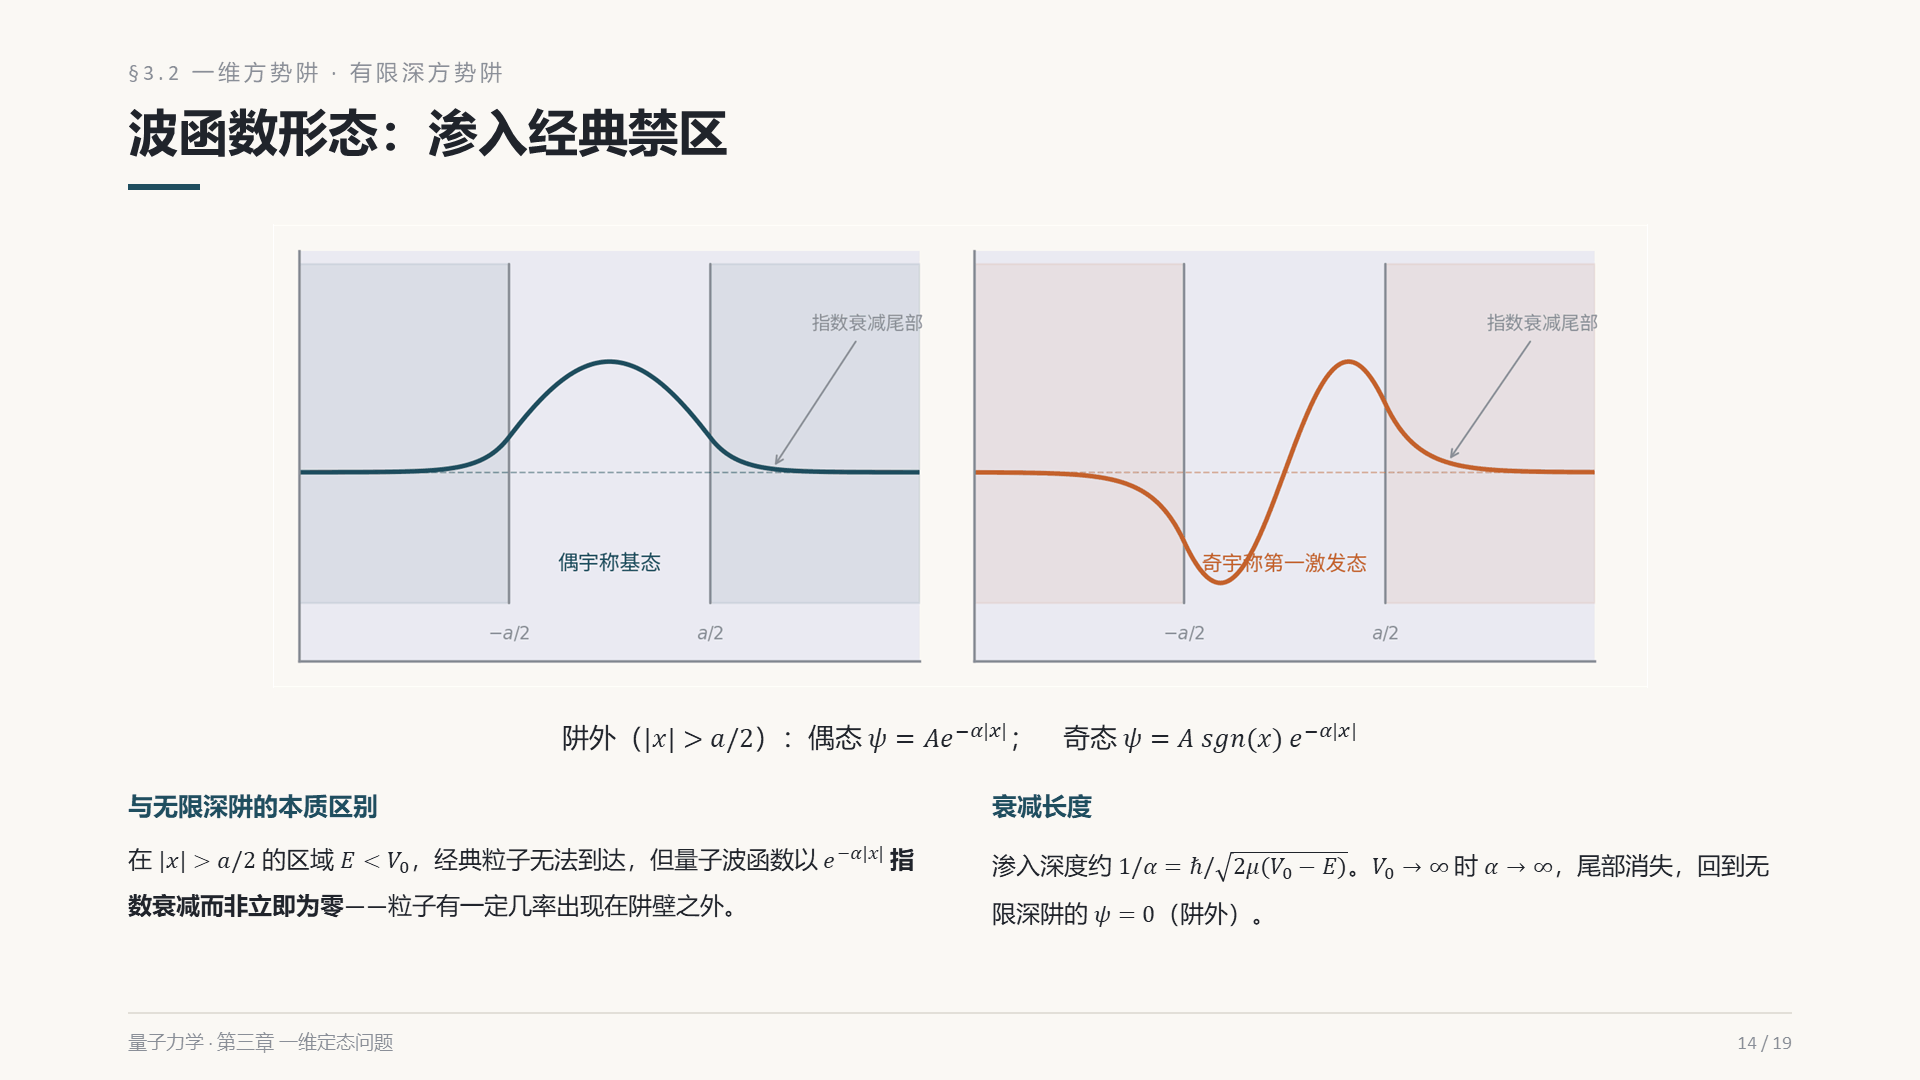 §3.2 一维方势阱 · 有限深方势阱
波函数形态：渗入经典禁区
指数衰减尾部
偶宇称基态
−a/2
a/2
指数衰减尾部
奇宇称第一激发态
−a/2
a/2
阱外（|x| > a/2）：偶态 ψ = Ae^{−α|x|}； 奇态 ψ = A sgn(x) e^{−α|x|}
与无限深阱的本质区别
在 |x| > a/2 的区域 E < V₀，经典粒子无法到达，但量子波函数以 e^{−α|x|} 指
数衰减而非立即为零——粒子有一定几率出现在阱壁之外。
衰减长度
渗入深度约 1/α = ℏ/√(2μ(V₀ − E))。V₀ → ∞ 时 α → ∞，尾部消失，回到无
限深阱的 ψ = 0（阱外）。
量子力学 · 第三章 一维定态问题
14 / 19